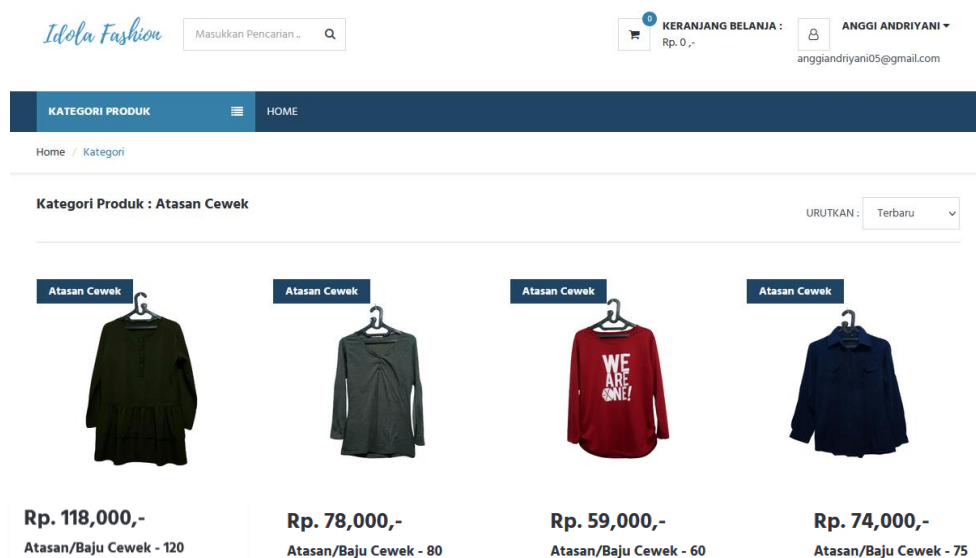 Idola Fashion
Masukkan Pencarian ..
0
KERANJANG BELANJA :
Rp. 0 ,-
ANGGI ANDRIYANI
anggiandriyani05@gmail.com
KATEGORI PRODUK
HOME
Home / Kategori
Kategori Produk : Atasan Cewek
URUTKAN : Terbaru
Atasan Cewek
Atasan Cewek
Atasan Cewek
Atasan Cewek
WE
ARE
ONE!
Rp. 118,000,-
Atasan/Baju Cewek - 120
Rp. 78,000,-
Atasan/Baju Cewek - 80
Rp. 59,000,-
Atasan/Baju Cewek - 60
Rp. 74,000,-
Atasan/Baju Cewek - 75